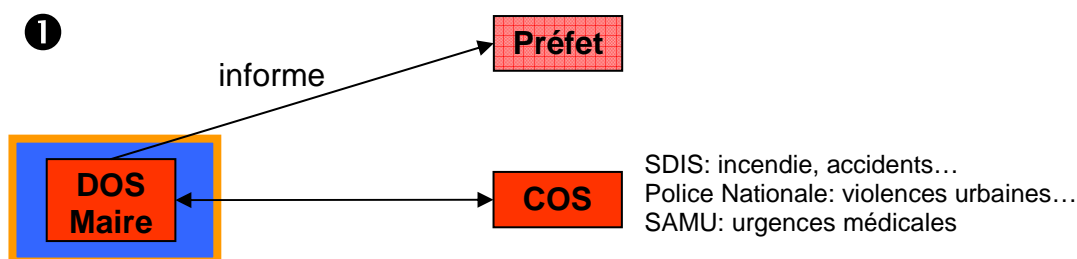 ❶
Préfet
informe
DOS
Maire
COS
SDIS: incendie, accidents…
Police Nationale: violences urbaines…
SAMU: urgences médicales